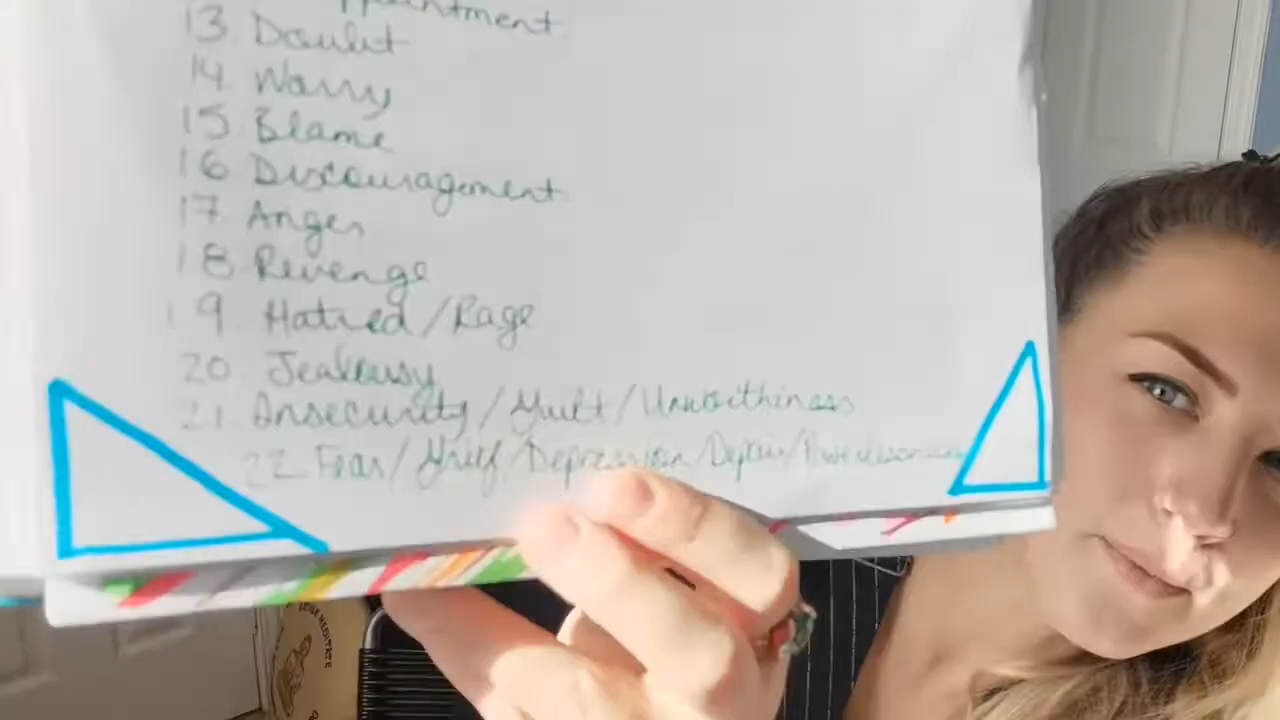 13. Doubt
14. Worry
15. Blame
16 Discouragement
17. Anger
18 Revenge
19. Hatred/Rage
20 Jealousy
21. Insecurity/Guilt/Unworthiness
22 Fear/Grief/Depression/
MEDITATE